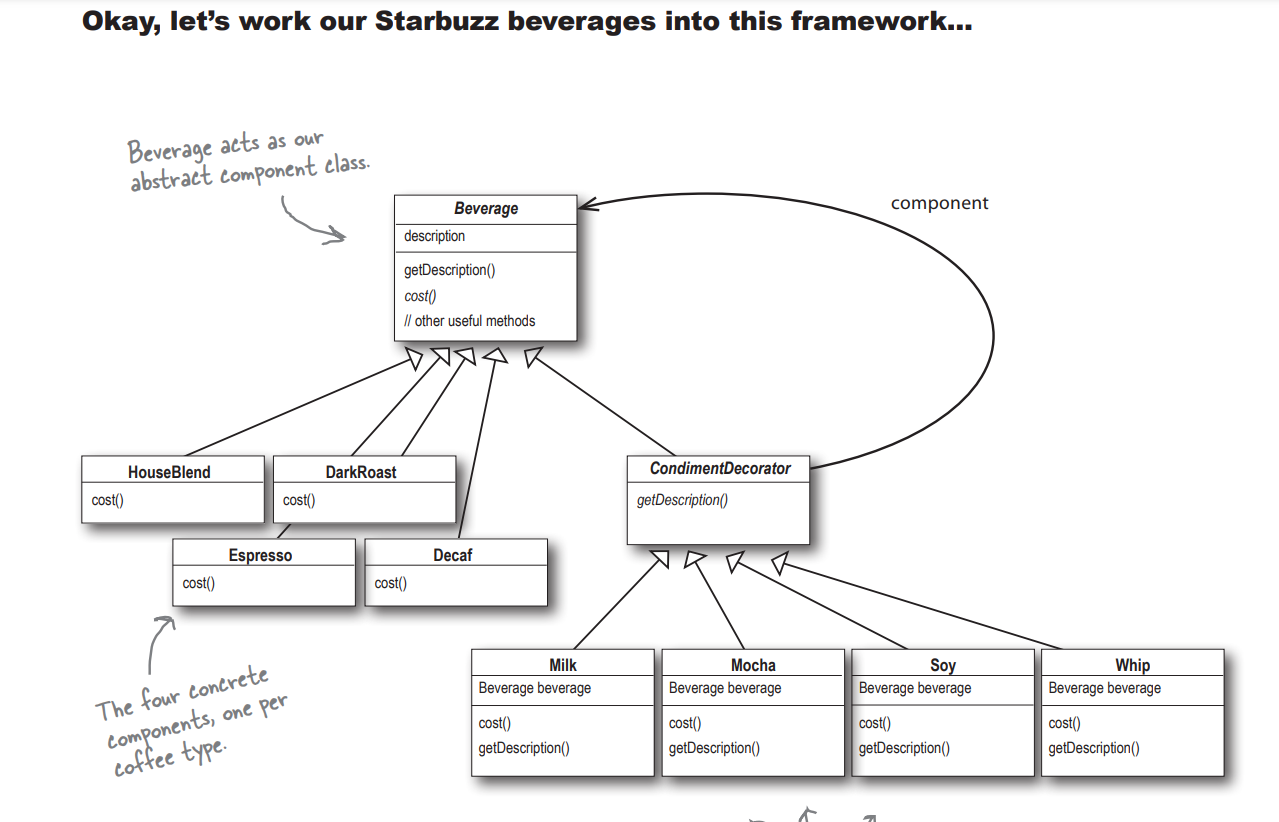 Okay, let’s work our Starbuzz beverages into this framework...
Beverage acts as our
abstract component class.
component
Beverage
description
getDescription()
cost()
// other useful methods
HouseBlend
cost()
DarkRoast
cost()
CondimentDecorator
getDescription()
Espresso
cost()
Decaf
cost()
The four concrete
components, one per
coffee type.
Milk
Beverage beverage
cost()
getDescription()
Mocha
Beverage beverage
cost()
getDescription()
Soy
Beverage beverage
cost()
getDescription()
Whip
Beverage beverage
cost()
getDescription()